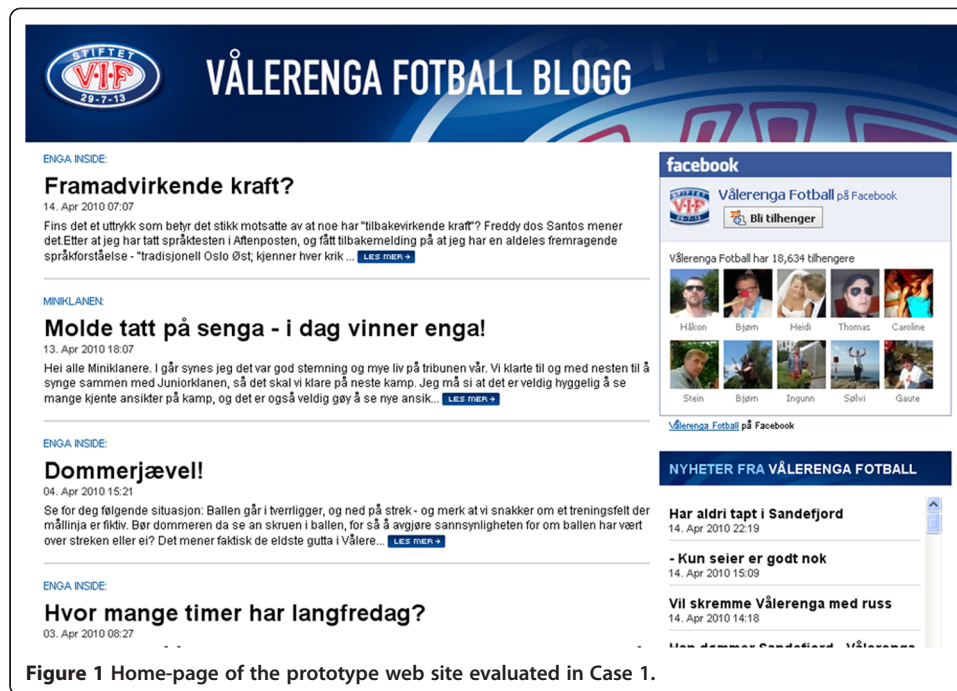 STIFTET
V·I·F
29-7-13
VÅLERENGA FOTBALL BLOGG
ENGA INSIDE:
Framadvirkende kraft?
14. Apr 2010 07:07
Fins det et uttrykk som betyr det stikk motsatte av at noe har "tilbakevirkende kraft"? Freddy dos Santos mener
det.Etter at jeg har tatt språktesten i Aftenposten, og fått tilbakemelding på at jeg har en aldeles fremragende
språkforståelse - "tradisjonell Oslo Øst; kjenner hver krik ... LES MER
MINIKLANEN:
Molde tatt på senga - i dag vinner enga!
13. Apr 2010 18:07
Hei alle Miniklanere. I går synes jeg det var god stemning og mye liv på tribunen vår. Vi klarte til og med nesten til å
synge sammen med Juniorklanen, så det skal vi klare på neste kamp. Jeg må si at det er veldig hyggelig å se
mange kjente ansikter på kamp, og det er også veldig gøy å se nye ansik... LES MER
ENGA INSIDE:
Dommerjævel!
04. Apr 2010 15:21
Se for deg følgende situasjon: Ballen går i tverrligger, og ned på strek - og merk at vi snakker om et treningsfelt der
mållinja er fiktiv. Bør dommeren da se an skruen i ballen, for så å avgjøre sannsynligheten for om ballen har vært
over streken eller ei? Det mener faktisk de eldste gutta i Vålere... LES MER
ENGA INSIDE:
Hvor mange timer har langfredag?
03. Apr 2010 08:27
facebook
VIF
Vålerenga Fotball på Facebook
Bli tilhenger
Vålerenga Fotball har 18,634 tilhengere
Håkon Bjørn Heidi Thomas Caroline
Stein Bjørn Ingunn Sølvi Gaute
Vålerenga Fotball på Facebook
NYHETER FRA VÅLERENGA FOTBALL
Har aldri tapt i Sandefjord
14. Apr 2010 22:19
- Kun seier er godt nok
14. Apr 2010 15:09
Vil skremme Vålerenga med russ
14. Apr 2010 14:18
Han dømmer Sandefjord - Vålerenga
Figure 1 Home-page of the prototype web site evaluated in Case 1.